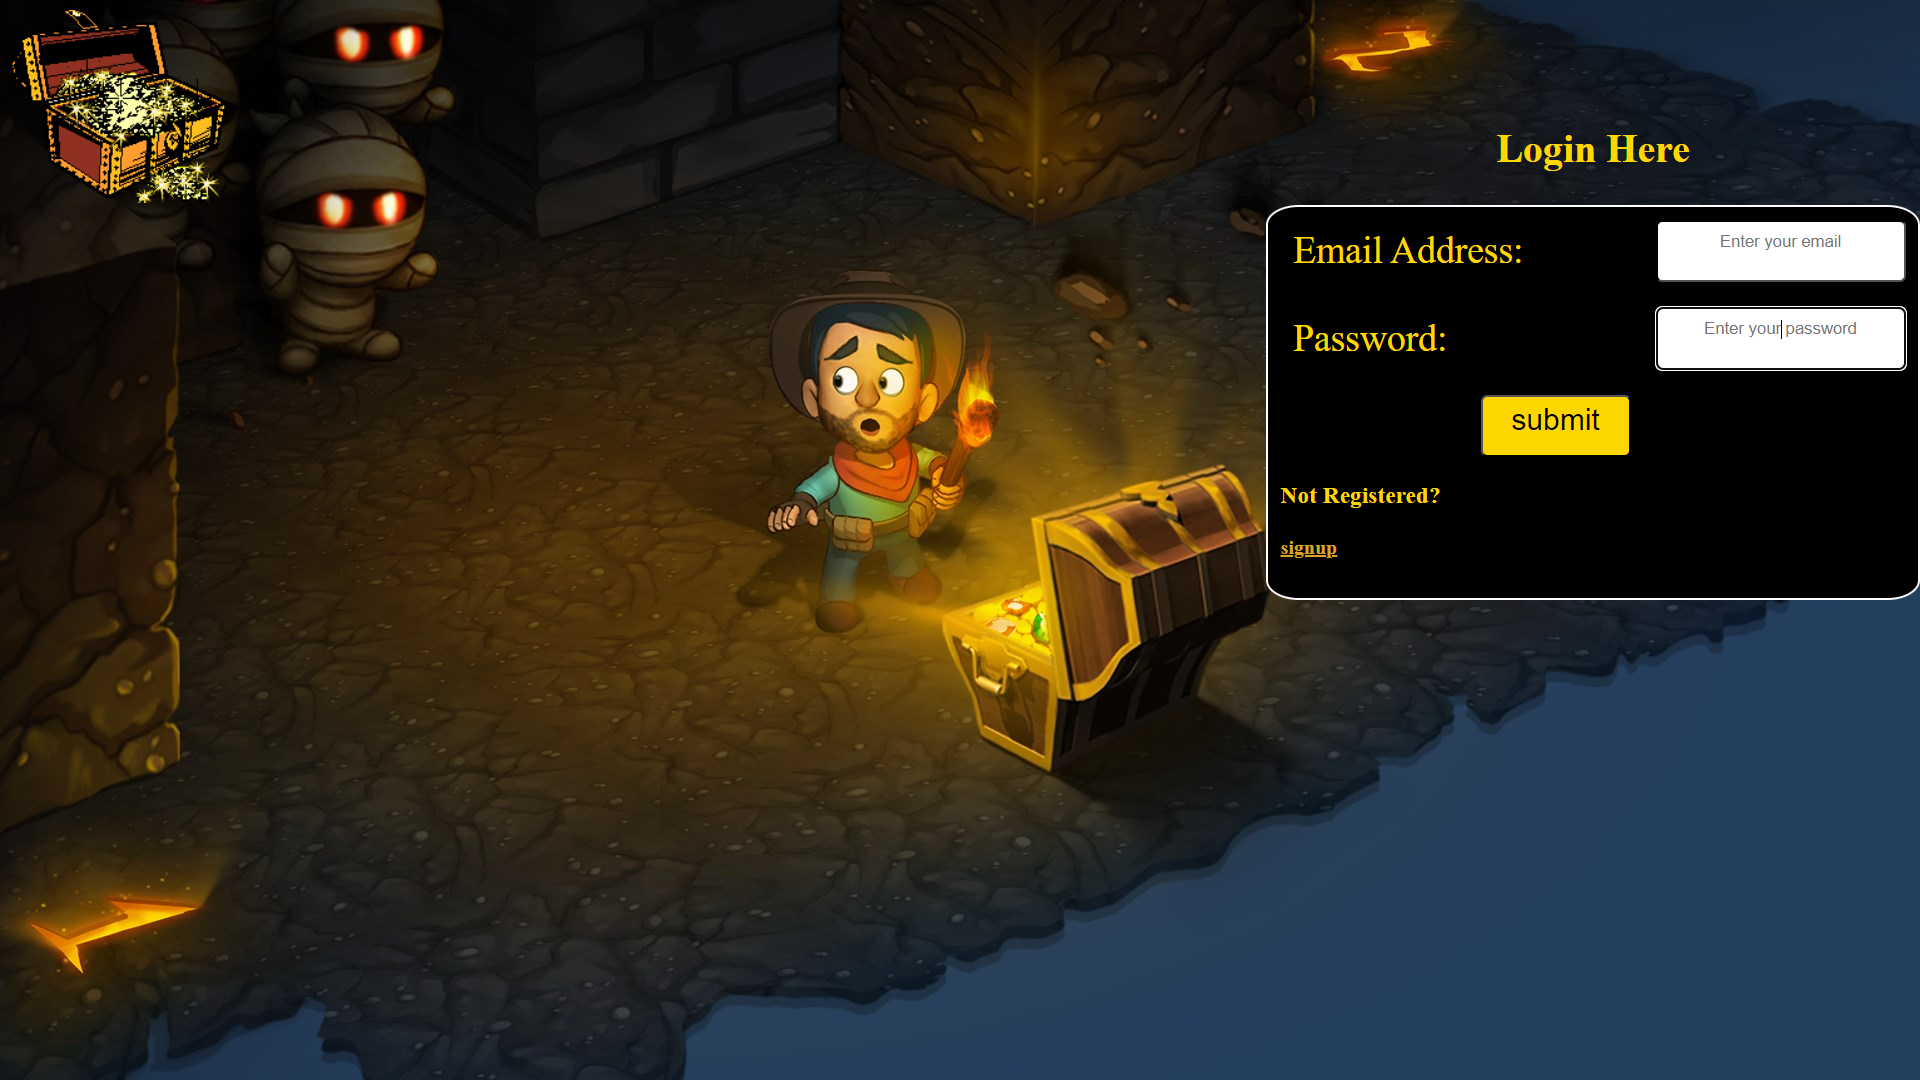 Login Here
Email Address: Enter your email
Password: Enter your password
submit
Not Registered?
signup